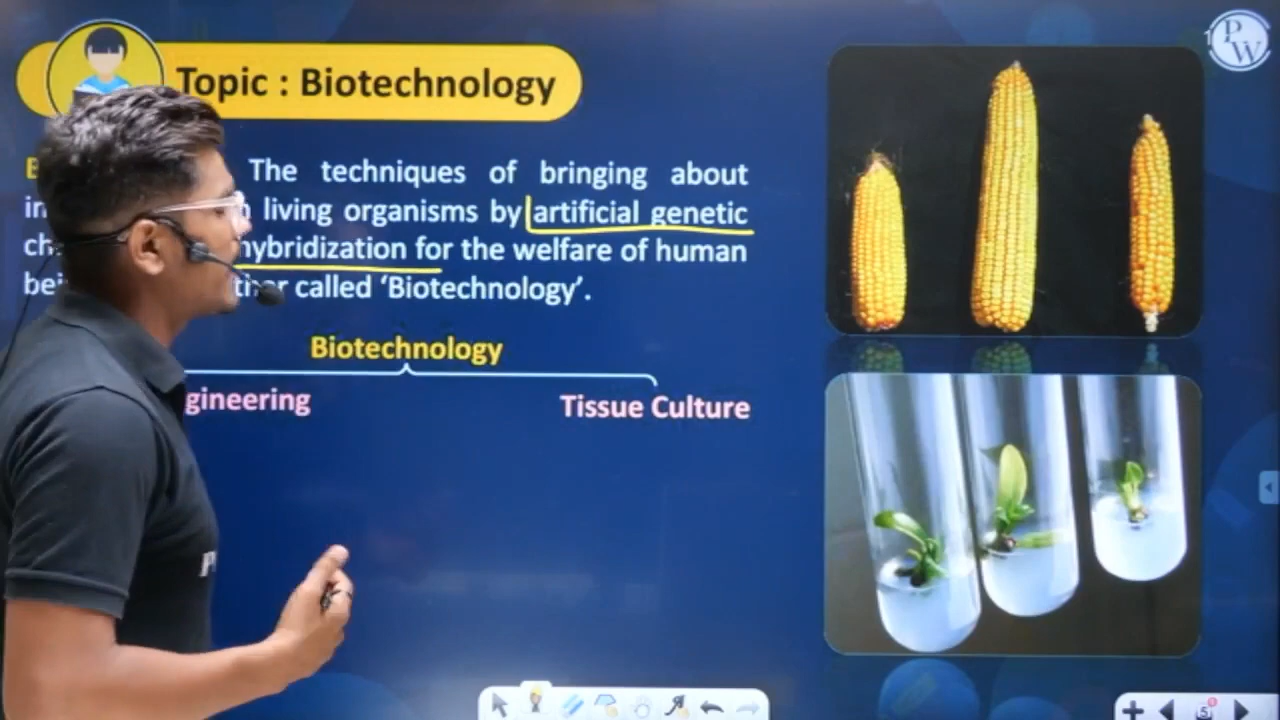 Topic : Biotechnology
The techniques of bringing about
living organisms by artificial genetic
hybridization for the welfare of human
called ‘Biotechnology’.
Biotechnology
Tissue Culture
PW